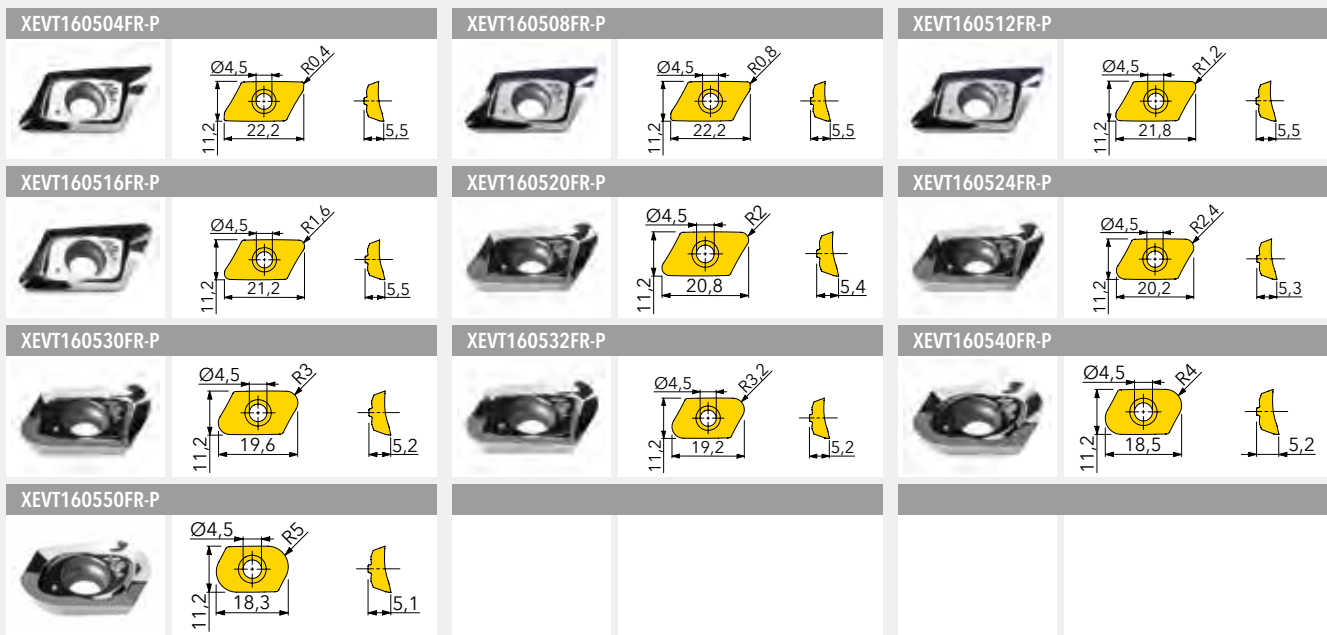 XEVT160504FR-P
Ø4,5
R0,4
11,2
22,2
5,5
XEVT160508FR-P
Ø4,5
R0,8
11,2
22,2
5,5
XEVT160512FR-P
Ø4,5
R1,2
11,2
21,8
5,5
XEVT160516FR-P
Ø4,5
R1,6
11,2
21,2
5,5
XEVT160520FR-P
Ø4,5
R2
11,2
20,8
5,4
XEVT160524FR-P
Ø4,5
R2,4
11,2
20,2
5,3
XEVT160530FR-P
Ø4,5
R3
11,2
19,6
5,2
XEVT160532FR-P
Ø4,5
R3,2
11,2
19,2
5,2
XEVT160540FR-P
Ø4,5
R4
11,2
18,5
5,2
XEVT160550FR-P
Ø4,5
R5
11,2
18,3
5,1